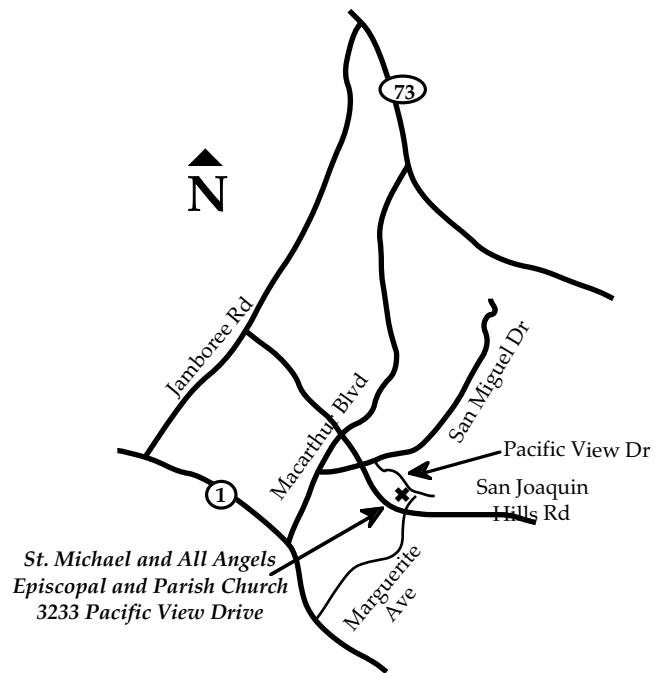 73
N
Jamboree Rd
Macarthur Blvd
San Miguel Dr
Pacific View Dr
San Joaquin
Hills Rd
1
St. Michael and All Angels
Episcopal and Parish Church
3233 Pacific View Drive
Marguerite
Ave